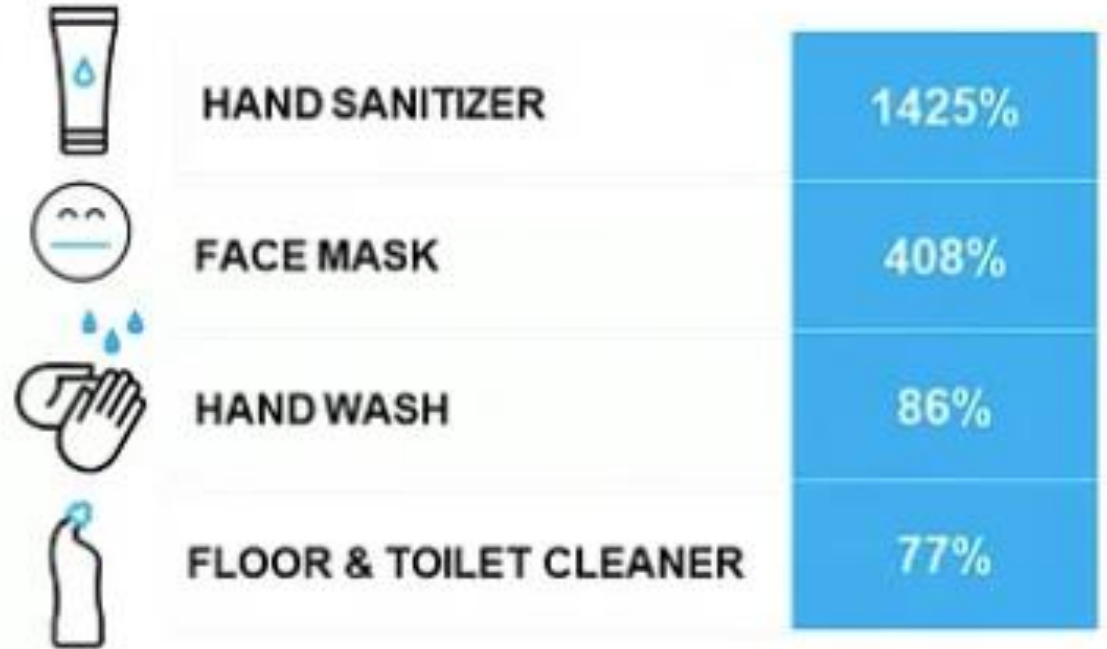 HAND SANITIZER 1425%
FACE MASK 408%
HAND WASH 86%
FLOOR & TOILET CLEANER 77%